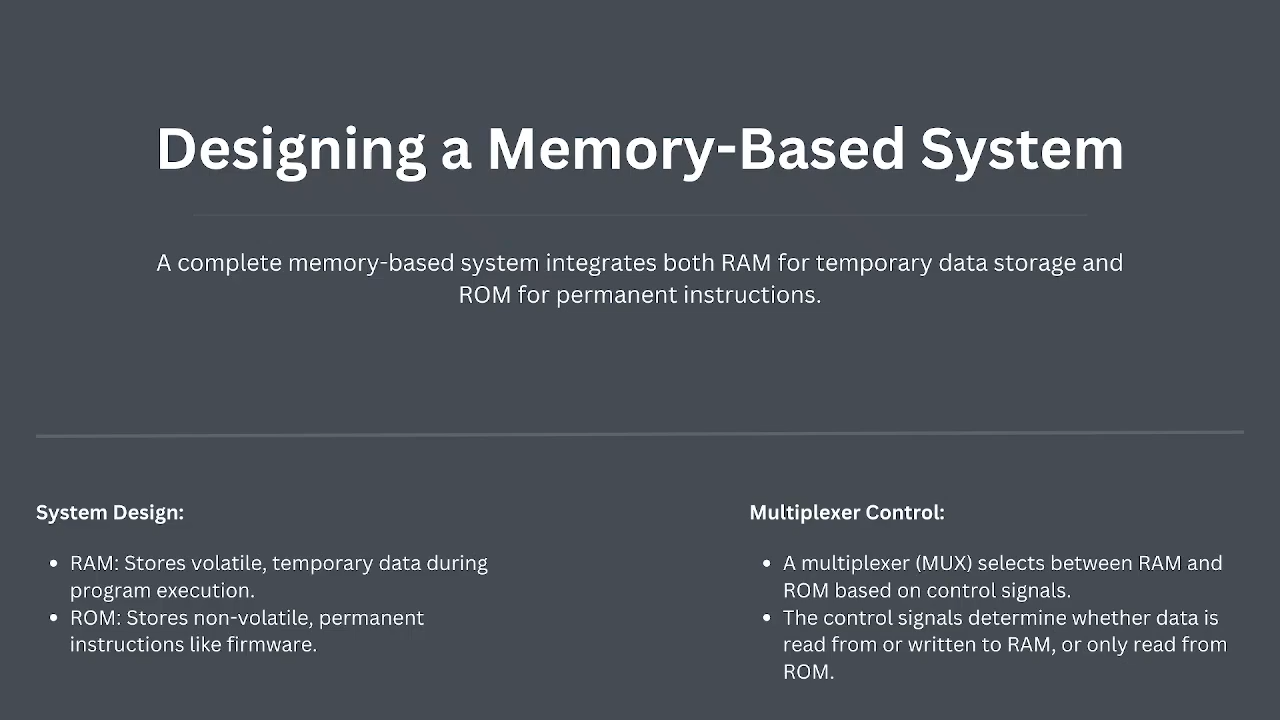 Designing a Memory-Based System
A complete memory-based system integrates both RAM for temporary data storage and
ROM for permanent instructions.
System Design:
• RAM: Stores volatile, temporary data during
program execution.
• ROM: Stores non-volatile, permanent
instructions like firmware.
Multiplexer Control:
• A multiplexer (MUX) selects between RAM and
ROM based on control signals.
• The control signals determine whether data is
read from or written to RAM, or only read from
ROM.